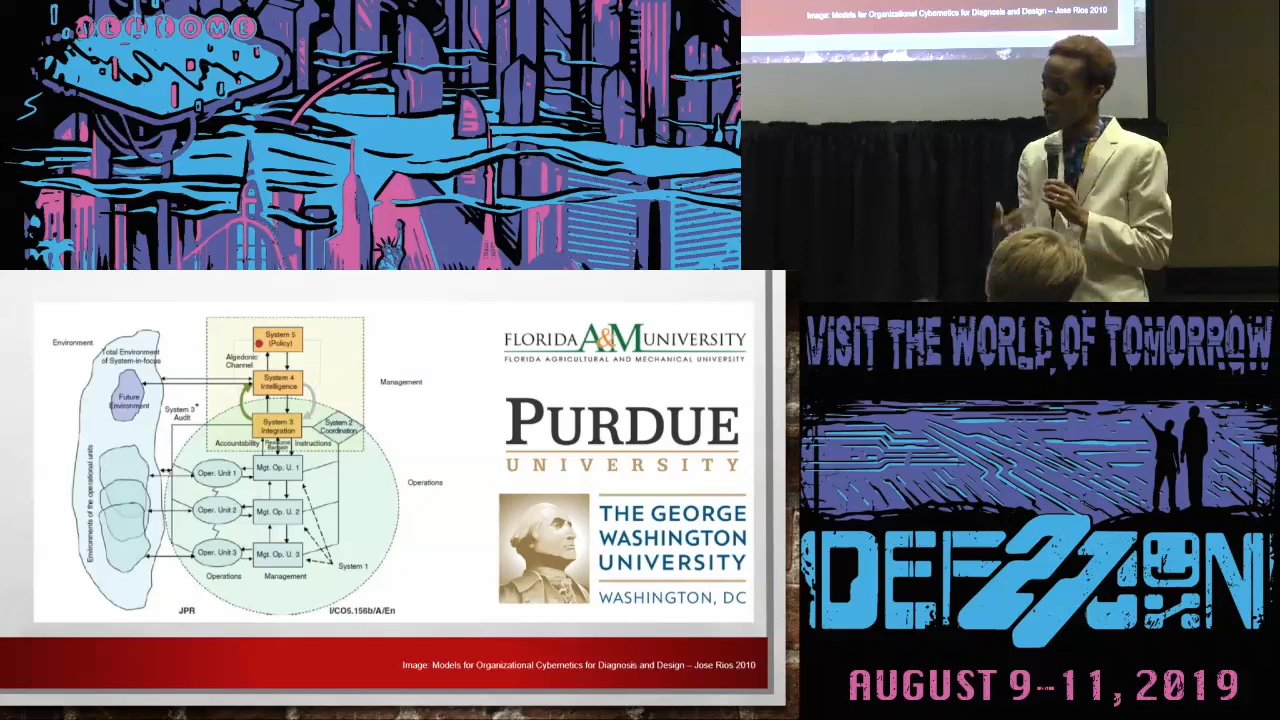 WELCOME
Image: Models for Organizational Cybernetics for Diagnosis and Design – Jose Rios 2010
Environment
Total Environment
of System-in-focus
Future
Environment
Environments of the operational units
System 5
(Policy)
Algedonic
Channel
System 4
Intelligence
Management
System 3*
Audit
System 3
Integration
System 2
Coordination
Accountability
Resource
Bargain
Instructions
Oper. Unit 1
Mgt. Op. U. 1
Operations
Oper. Unit 2
Mgt. Op. U. 2
Oper. Unit 3
Mgt. Op. U. 3
System 1
Operations
Management
JPR
I/CO5.156b/A/En
FLORIDA A&M UNIVERSITY
FLORIDA AGRICULTURAL AND MECHANICAL UNIVERSITY
PURDUE
UNIVERSITY
THE GEORGE
WASHINGTON
UNIVERSITY
WASHINGTON, DC
Image: Models for Organizational Cybernetics for Diagnosis and Design – Jose Rios 2010
VISIT THE WORLD OF TOMORROW
DEF27CON
AUGUST 9-11, 2019